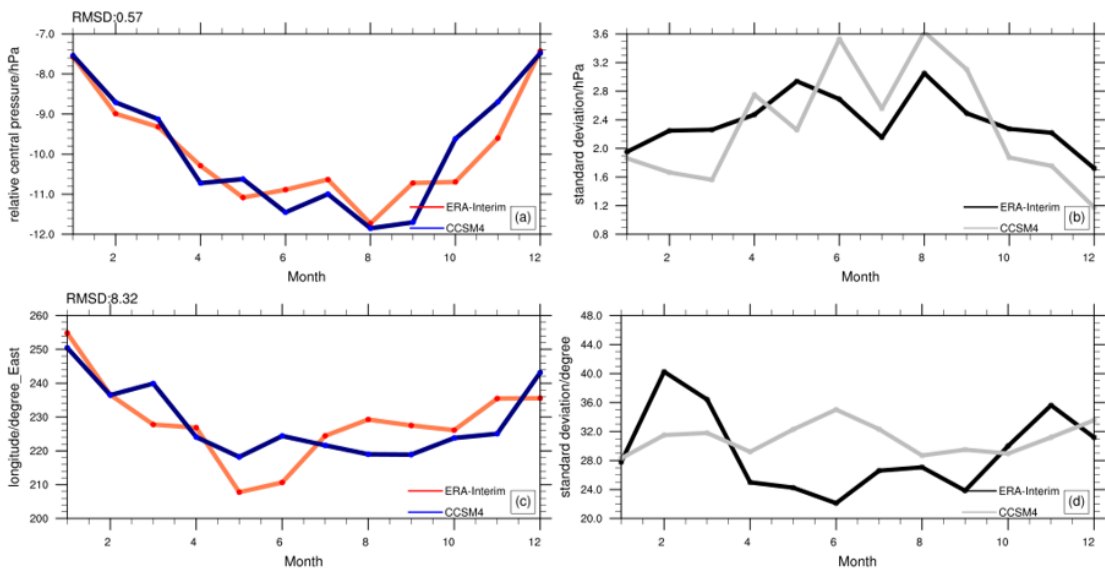 RMSD:0.57
relative central pressure/hPa
-7.0
-8.0
-9.0
-10.0
-11.0
-12.0
2
4
6
8
10
12
Month
ERA-Interim
CCSM4
(a)
standard deviation/hPa
3.6
3.2
2.8
2.4
2.0
1.6
1.2
0.8
2
4
6
8
10
12
Month
ERA-Interim
CCSM4
(b)
RMSD:8.32
longitude/degree_East
260
250
240
230
220
210
200
2
4
6
8
10
12
Month
ERA-Interim
CCSM4
(c)
standard deviation/degree
48.0
44.0
40.0
36.0
32.0
28.0
24.0
20.0
2
4
6
8
10
12
Month
ERA-Interim
CCSM4
(d)